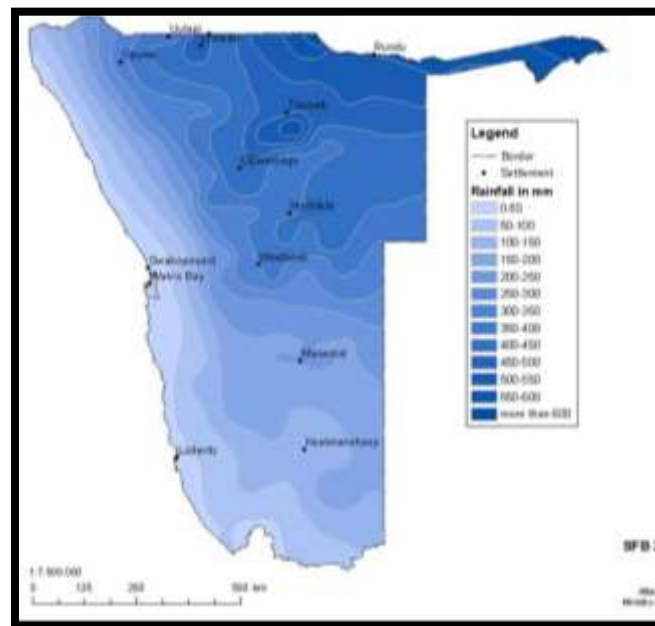 Rundu
Tsumeb
Windhoek
Swakopmund
Walvis Bay
Mariental
Keetmanshoop
Lüderitz
Legend
Border
Settlement
Rainfall in mm
0-50
50-100
100-150
150-200
200-250
250-300
300-350
350-400
400-450
450-500
500-550
550-600
more than 600
1:7.500.000
0 125 250 500 km